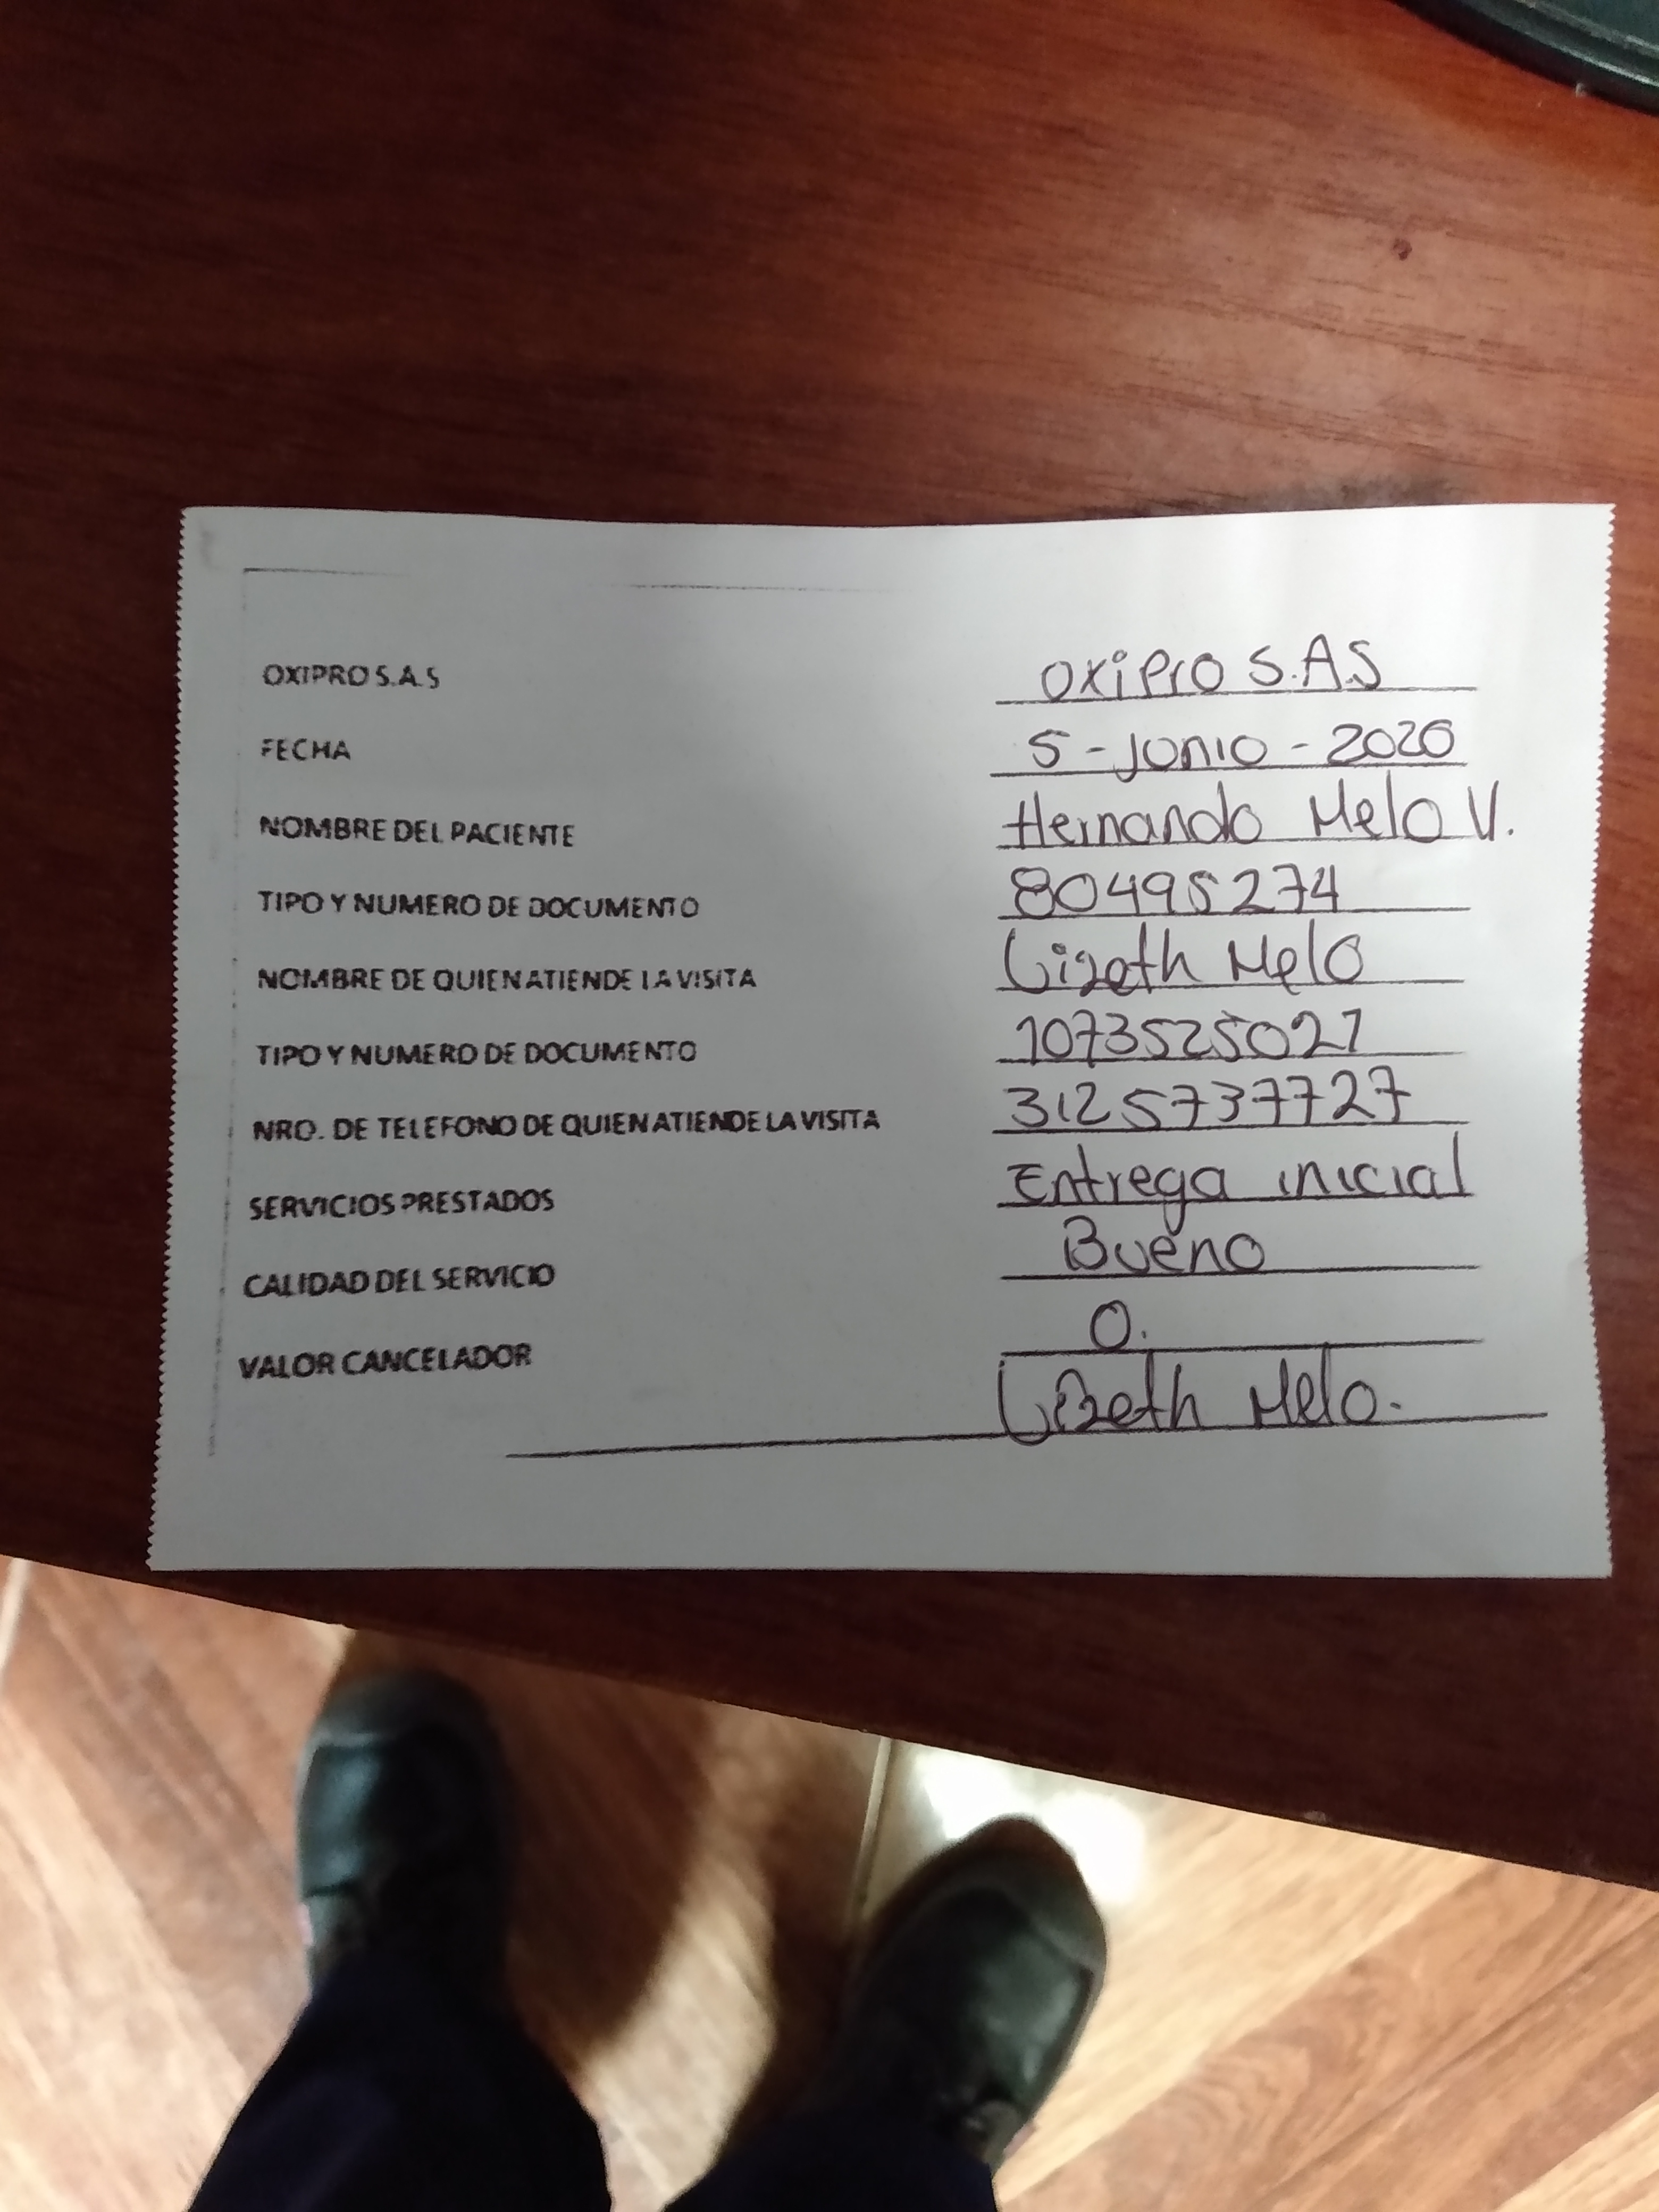 OXIPRO S.A.S OXiPro S.A.S
FECHA 5-junio-2020
NOMBRE DEL PACIENTE Hernando Melo V.
TIPO Y NUMERO DE DOCUMENTO 80495274
NOMBRE DE QUIEN ATIENDE LA VISITA Lizeth Melo
TIPO Y NUMERO DE DOCUMENTO 1073525021
NRO. DE TELEFONO DE QUIEN ATIENDE LA VISITA 3125737727
SERVICIOS PRESTADOS Entrega inicial
CALIDAD DEL SERVICIO Bueno
VALOR CANCELADOR 0.
Lizeth Melo.